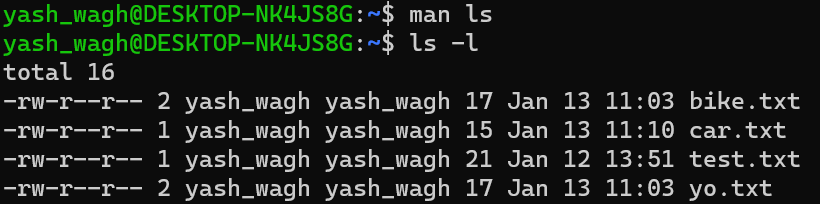 yash_wagh@DESKTOP-NK4JS8G:~$ man ls
yash_wagh@DESKTOP-NK4JS8G:~$ ls -l
total 16
-rw-r--r-- 2 yash_wagh yash_wagh 17 Jan 13 11:03 bike.txt
-rw-r--r-- 1 yash_wagh yash_wagh 15 Jan 13 11:10 car.txt
-rw-r--r-- 1 yash_wagh yash_wagh 21 Jan 12 13:51 test.txt
-rw-r--r-- 2 yash_wagh yash_wagh 17 Jan 13 11:03 yo.txt